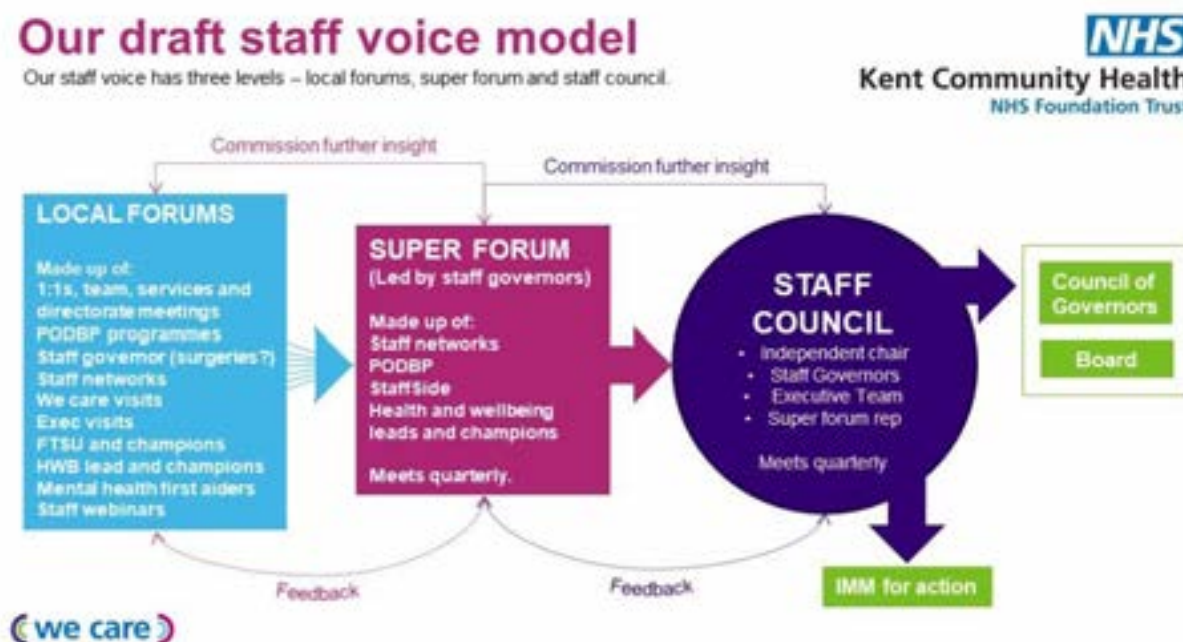 Our draft staff voice model
Our staff voice has three levels – local forums, super forum and staff council.
NHS
Kent Community Health
NHS Foundation Trust
Commission further insight
Commission further insight
LOCAL FORUMS
Made up of:
1:1s, team, services and
directorate meetings
PODBP programmes
Staff governor (surgeries?)
Staff networks
We care visits
Exec visits
FTSU and champions
HWB lead and champions
Mental health first aiders
Staff webinars
SUPER FORUM
(Led by staff governors)
Made up of:
Staff networks
PODBP
StaffSide
Health and wellbeing
leads and champions
Meets quarterly.
STAFF
COUNCIL
• Independent chair
• Staff Governors
• Executive Team
• Super forum rep
Meets quarterly
Council of
Governors
Board
IMM for action
Feedback
Feedback
we care